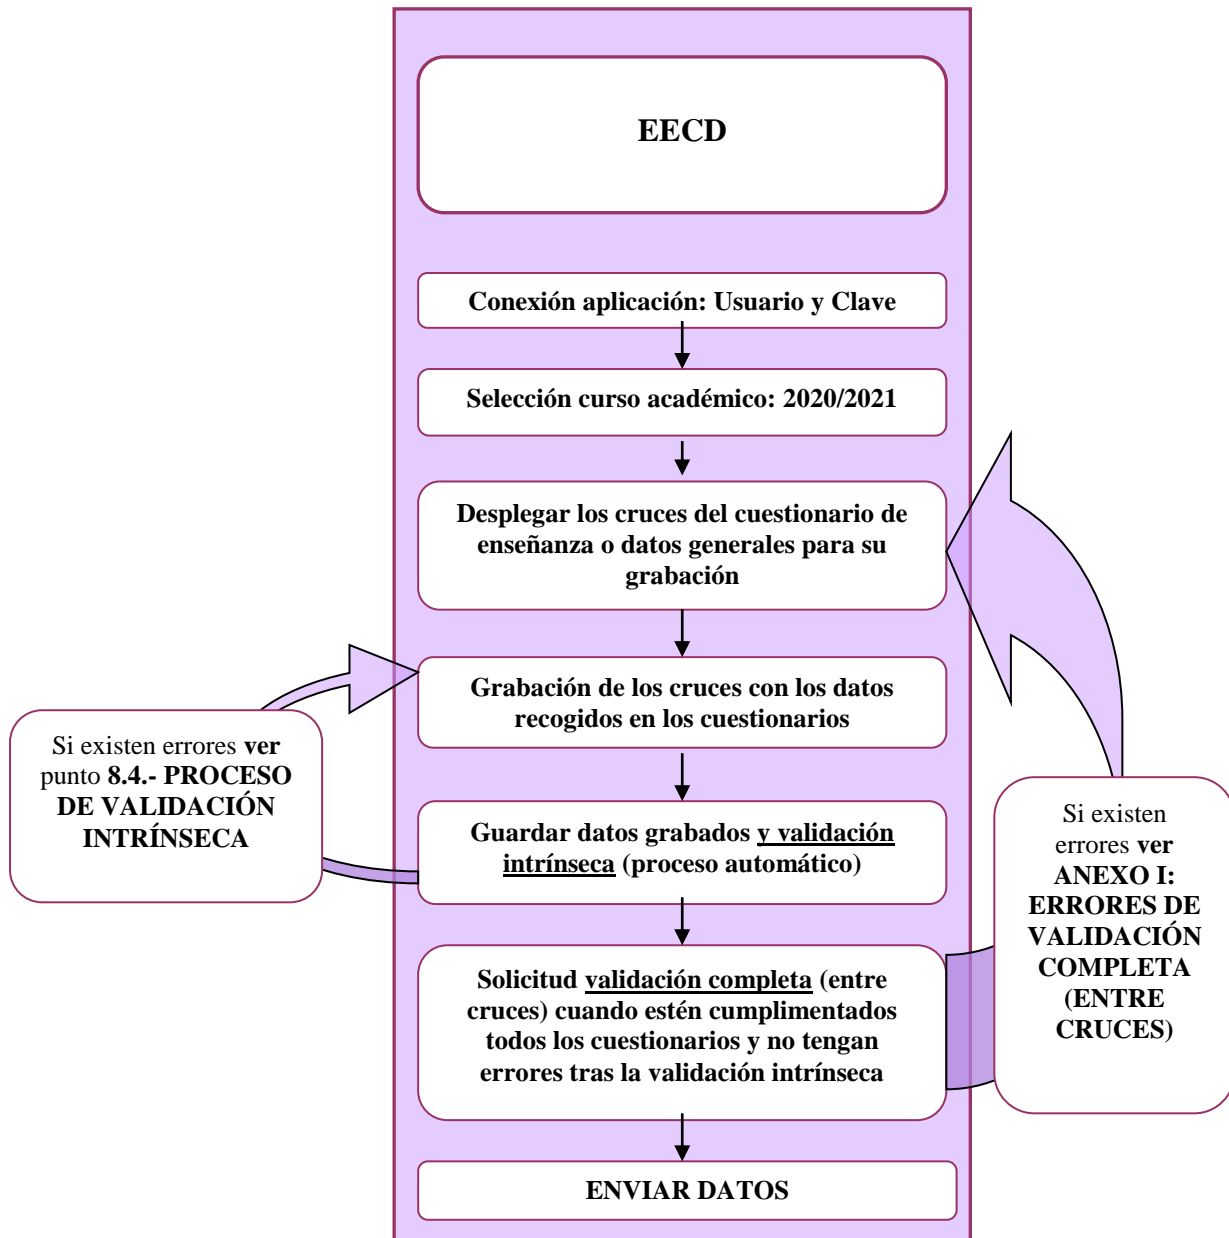 EECD
Conexión aplicación: Usuario y Clave
Selección curso académico: 2020/2021
Desplegar los cruces del cuestionario de
enseñanza o datos generales para su
grabación
Grabación de los cruces con los datos
recogidos en los cuestionarios
Si existen errores ver
punto 8.4.- PROCESO
DE VALIDACIÓN
INTRÍNSECA
Guardar datos grabados y validación
intrínseca (proceso automático)
Si existen
errores ver
ANEXO I:
ERRORES DE
VALIDACIÓN
COMPLETA
(ENTRE
CRUCES)
Solicitud validación completa (entre
cruces) cuando estén cumplimentados
todos los cuestionarios y no tengan
errores tras la validación intrínseca
ENVIAR DATOS